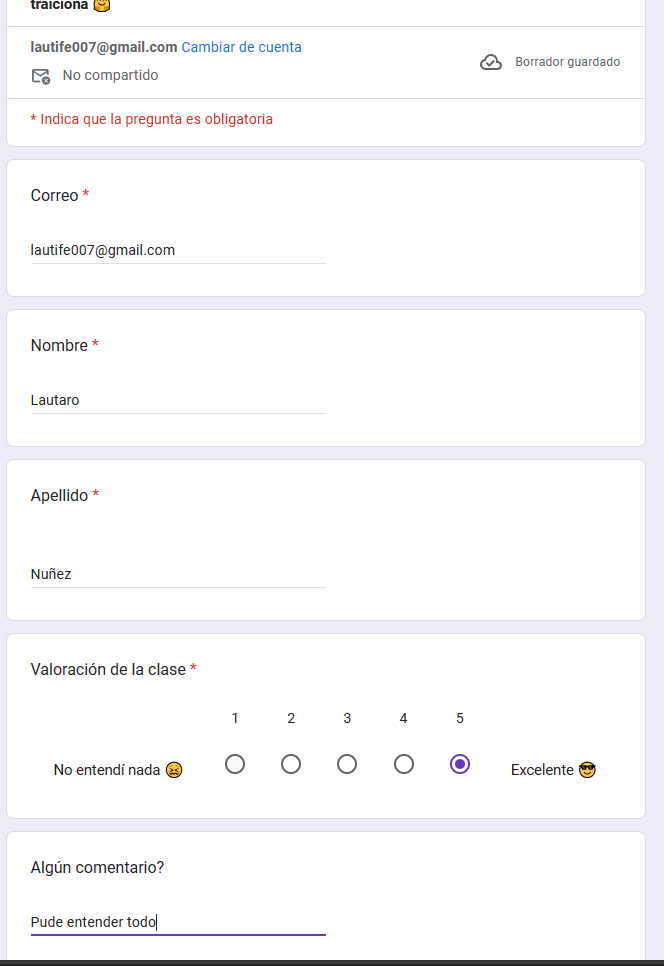 traiciona 🤗
lautife007@gmail.com Cambiar de cuenta
No compartido
Borrador guardado
* Indica que la pregunta es obligatoria
Correo *
lautife007@gmail.com
Nombre *
Lautaro
Apellido *
Nuñez
Valoración de la clase *
1 2 3 4 5
No entendí nada 😖 Excelente 😎
Algún comentario?
Pude entender todo